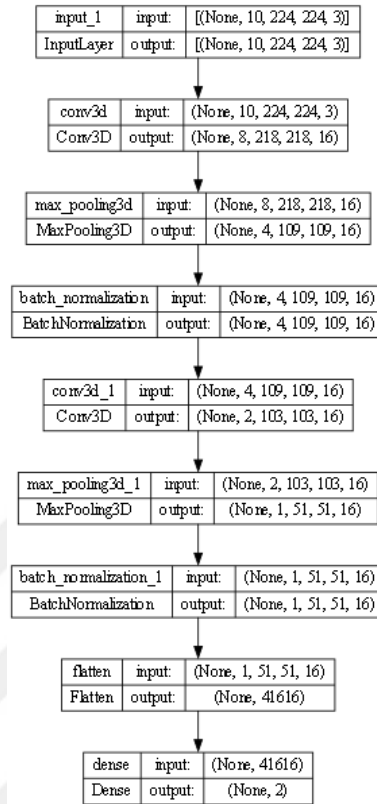 input_1 input: [(None, 10, 224, 224, 3)]
InputLayer output: [(None, 10, 224, 224, 3)]
conv3d input: (None, 10, 224, 224, 3)
Conv3D output: (None, 8, 218, 218, 16)
max_pooling3d input: (None, 8, 218, 218, 16)
MaxPooling3D output: (None, 4, 109, 109, 16)
batch_normalization input: (None, 4, 109, 109, 16)
BatchNormalization output: (None, 4, 109, 109, 16)
conv3d_1 input: (None, 4, 109, 109, 16)
Conv3D output: (None, 2, 103, 103, 16)
max_pooling3d_1 input: (None, 2, 103, 103, 16)
MaxPooling3D output: (None, 1, 51, 51, 16)
batch_normalization_1 input: (None, 1, 51, 51, 16)
BatchNormalization output: (None, 1, 51, 51, 16)
flatten input: (None, 1, 51, 51, 16)
Flatten output: (None, 41616)
dense input: (None, 41616)
Dense output: (None, 2)